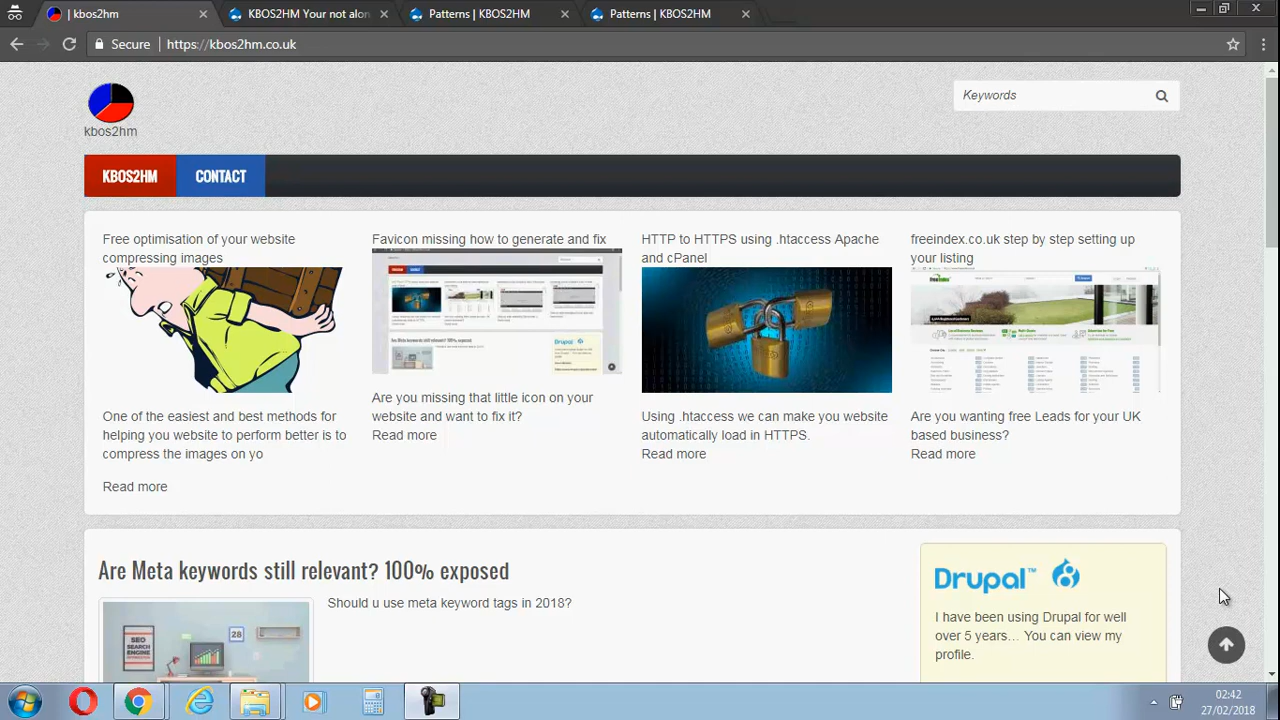 | kbos2hm
KBOS2HM Your not alon
Patterns | KBOS2HM
Patterns | KBOS2HM
Secure
https://kbos2hm.co.uk
kbos2hm
Keywords
KBOS2HM
CONTACT
Free optimisation of your website
compressing images
One of the easiest and best methods for
helping you website to perform better is to
compress the images on yo
Read more
Favicon missing how to generate and fix
Are you missing that little icon on your
website and want to fix it?
Read more
HTTP to HTTPS using .htaccess Apache
and cPanel
Using .htaccess we can make you website
automatically load in HTTPS.
Read more
freeindex.co.uk step by step setting up
your listing
Are you wanting free Leads for your UK
based business?
Read more
Are Meta keywords still relevant? 100% exposed
Should u use meta keyword tags in 2018?
SEO
SEARCH
ENGINE
28
Drupal™ 8
I have been using Drupal for well
over 5 years… You can view my
profile.
02:42
27/02/2018